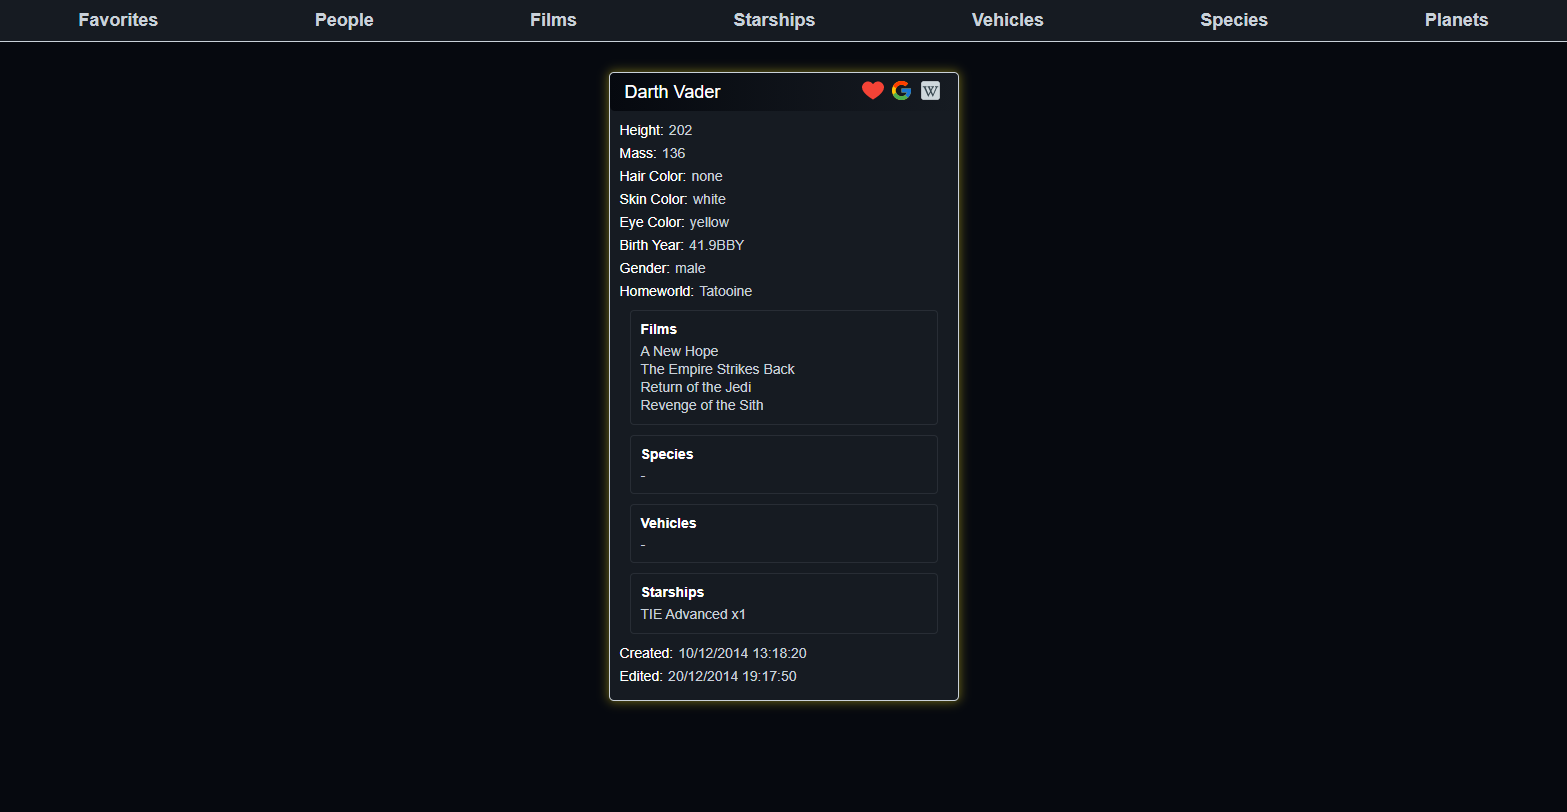 Favorites People Films Starships Vehicles Species Planets
Darth Vader G W
Height: 202
Mass: 136
Hair Color: none
Skin Color: white
Eye Color: yellow
Birth Year: 41.9BBY
Gender: male
Homeworld: Tatooine
Films
A New Hope
The Empire Strikes Back
Return of the Jedi
Revenge of the Sith
Species
-
Vehicles
-
Starships
TIE Advanced x1
Created: 10/12/2014 13:18:20
Edited: 20/12/2014 19:17:50